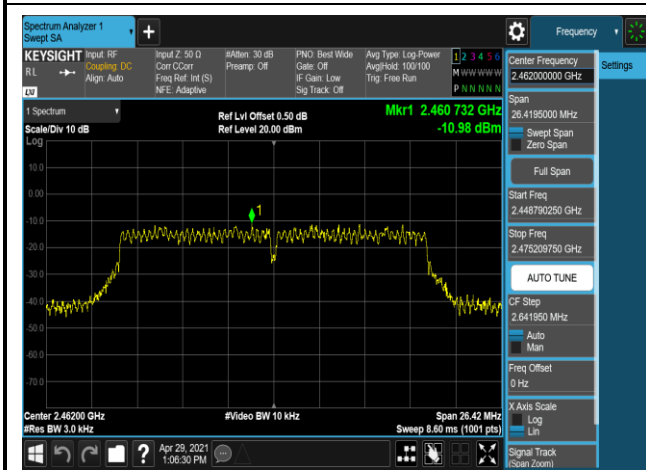 Spectrum Analyzer 1
Swept SA
+
Frequency
KEYSIGHT
RL
LXI
Input: RF
Coupling: DC
Align: Auto
Input Z: 50 Ω
Corr CCorr
Freq Ref: Int (S)
NFE: Adaptive
#Atten: 30 dB
Preamp: Off
PNO: Best Wide
Gate: Off
IF Gain: Low
Sig Track: Off
Avg Type: Log-Power
Avg|Hold: 100/100
Trig: Free Run
1 2 3 4 5 6
M W W W W W
P N N N N N
Center Frequency
2.462000000 GHz
Settings
Span
26.4195000 MHz
Swept Span
Zero Span
Full Span
Start Freq
2.448790250 GHz
Stop Freq
2.475209750 GHz
AUTO TUNE
CF Step
2.641950 MHz
Auto
Man
Freq Offset
0 Hz
X Axis Scale
Log
Lin
Signal Track
(Span Zoom)
1 Spectrum
Scale/Div 10 dB
Log
Ref Lvl Offset 0.50 dB
Ref Level 20.00 dBm
Mkr1 2.460 732 GHz
-10.98 dBm
10.0
0.00
-10.0
-20.0
-30.0
-40.0
-50.0
-60.0
-70.0
1
Center 2.46200 GHz
#Res BW 3.0 kHz
#Video BW 10 kHz
Span 26.42 MHz
Sweep 8.60 ms (1001 pts)
?
Apr 29, 2021
1:06:30 PM